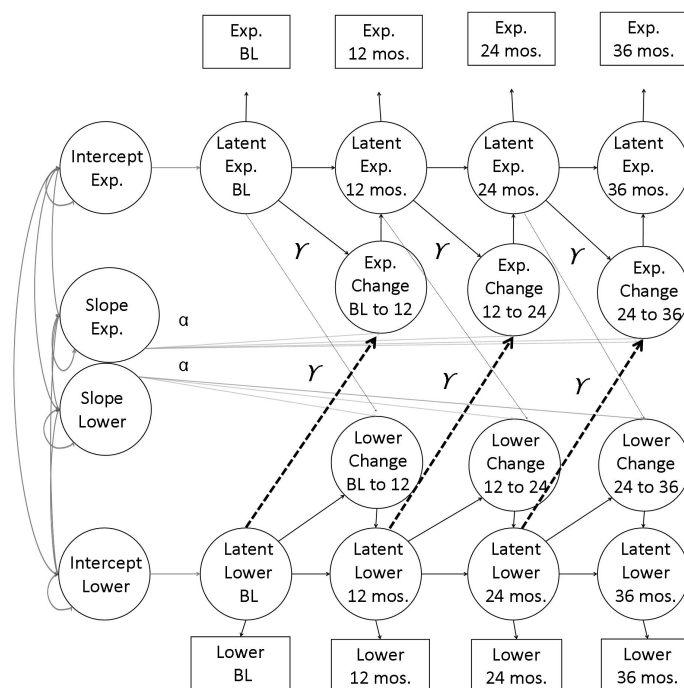 Exp.
BL
Exp.
12 mos.
Exp.
24 mos.
Exp.
36 mos.
Intercept
Exp.
Latent
Exp.
BL
Latent
Exp.
12 mos.
Latent
Exp.
24 mos.
Latent
Exp.
36 mos.
ϒ
ϒ
ϒ
Exp.
Change
BL to 12
Exp.
Change
12 to 24
Exp.
Change
24 to 36
Slope
Exp.
α
α
Slope
Lower
ϒ
ϒ
ϒ
Lower
Change
BL to 12
Lower
Change
12 to 24
Lower
Change
24 to 36
Intercept
Lower
Latent
Lower
BL
Latent
Lower
12 mos.
Latent
Lower
24 mos.
Latent
Lower
36 mos.
Lower
BL
Lower
12 mos.
Lower
24 mos.
Lower
36 mos.